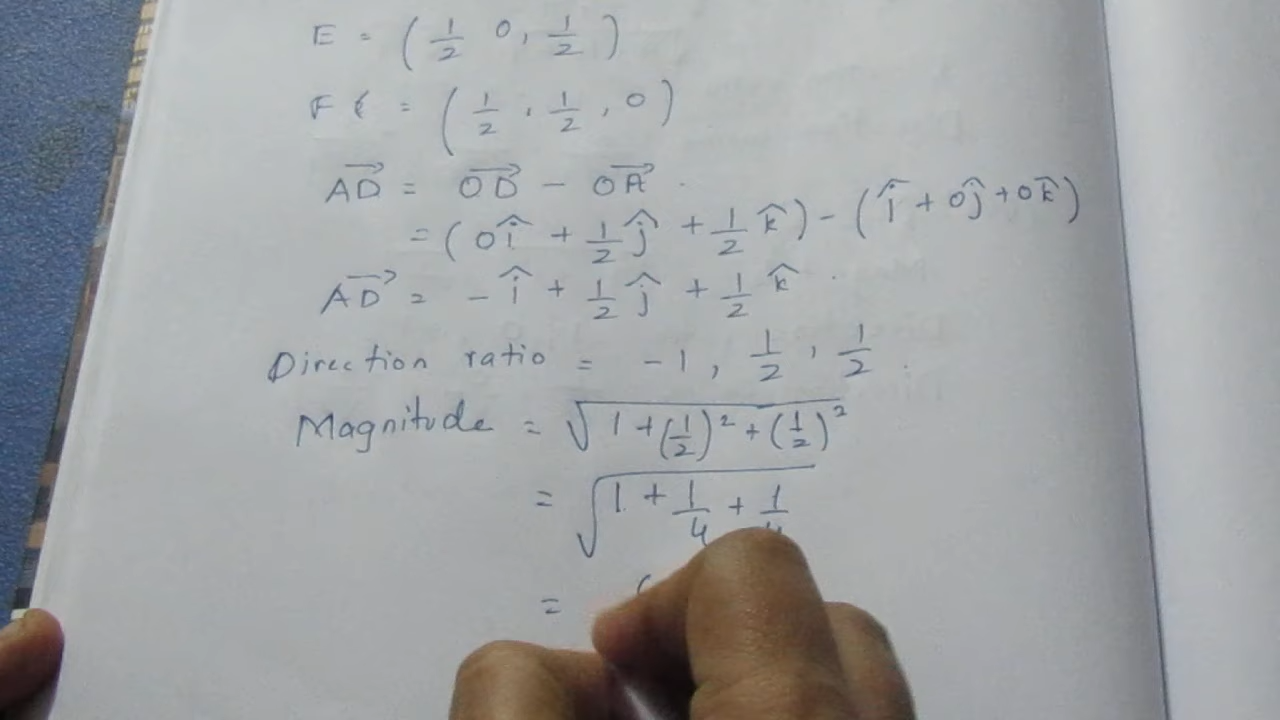 E = (1/2 0, 1/2)
F ( = (1/2, 1/2, 0)
AD→ = OD→ - OA→.
= (0î + 1/2 ĵ + 1/2 k̂) - (î + 0ĵ + 0k̂)
AD→ = -î + 1/2 ĵ + 1/2 k̂.
Direction ratio = -1, 1/2, 1/2.
Magnitude = √(1 + (1/2)² + (1/2)²)
= √(1 + 1/4 + 1/4)
=